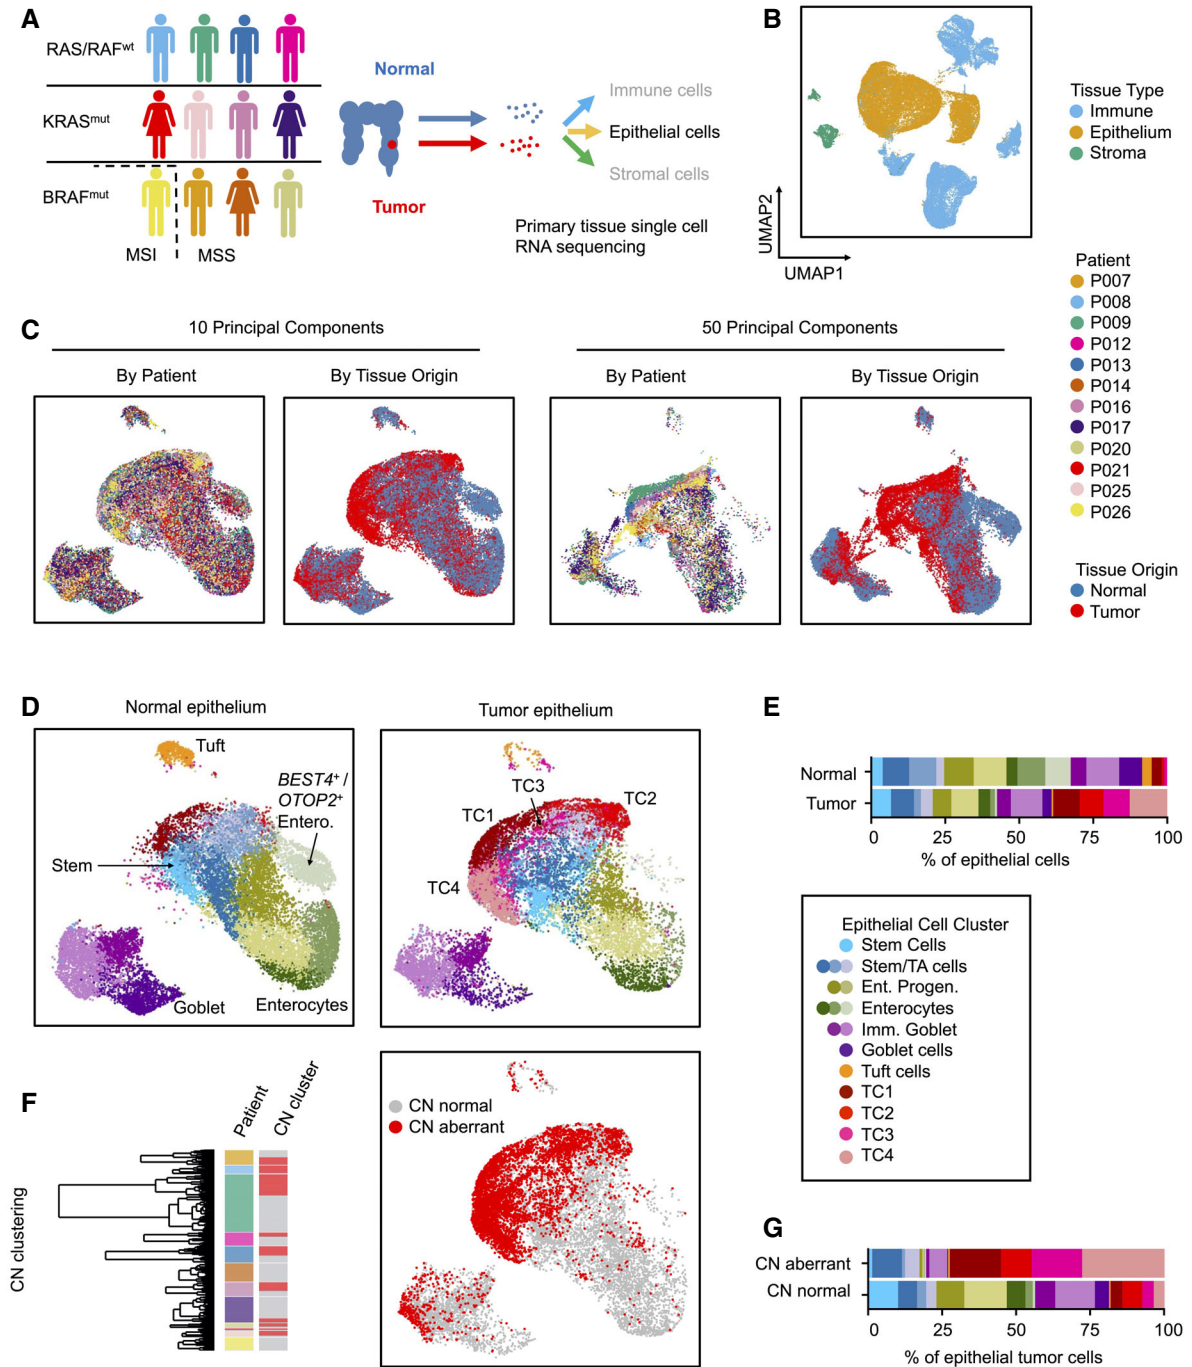 A
RAS/RAFwt
KRASmut
BRAFmut
MSI
MSS
Normal
Tumor
Immune cells
Epithelial cells
Stromal cells
Primary tissue single cell
RNA sequencing
B
UMAP2
UMAP1
Tissue Type
Immune
Epithelium
Stroma
Patient
P007
P008
P009
P012
P013
P014
P016
P017
P020
P021
P025
P026
Tissue Origin
Normal
Tumor
C
10 Principal Components
50 Principal Components
By Patient
By Tissue Origin
By Patient
By Tissue Origin
D
Normal epithelium
Tumor epithelium
Tuft
BEST4+ /
OTOP2+
Entero.
Stem
Goblet
Enterocytes
TC3
TC1
TC2
TC4
E
Normal
Tumor
0 25 50 75 100
% of epithelial cells
Epithelial Cell Cluster
Stem Cells
Stem/TA cells
Ent. Progen.
Enterocytes
Imm. Goblet
Goblet cells
Tuft cells
TC1
TC2
TC3
TC4
F
CN clustering
Patient
CN cluster
CN normal
CN aberrant
G
CN aberrant
CN normal
0 25 50 75 100
% of epithelial tumor cells